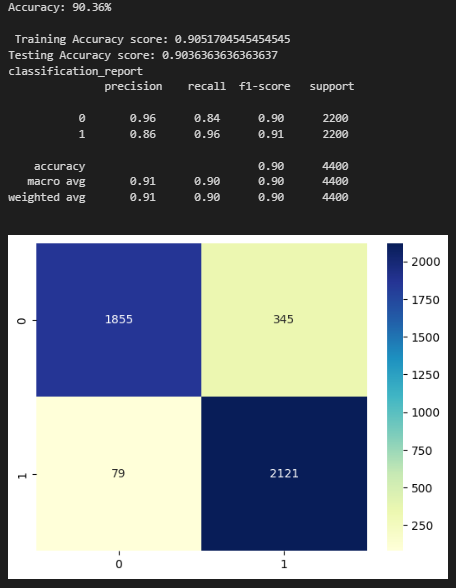 Accuracy: 90.36%
Training Accuracy score: 0.9051704545454545
Testing Accuracy score: 0.9036363636363637
classification_report
precision recall f1-score support
0 0.96 0.84 0.90 2200
1 0.86 0.96 0.91 2200
accuracy 0.90 4400
macro avg 0.91 0.90 0.90 4400
weighted avg 0.91 0.90 0.90 4400
0 1855 345
1 79 2121
0 1
2000
1750
1500
1250
1000
750
500
250